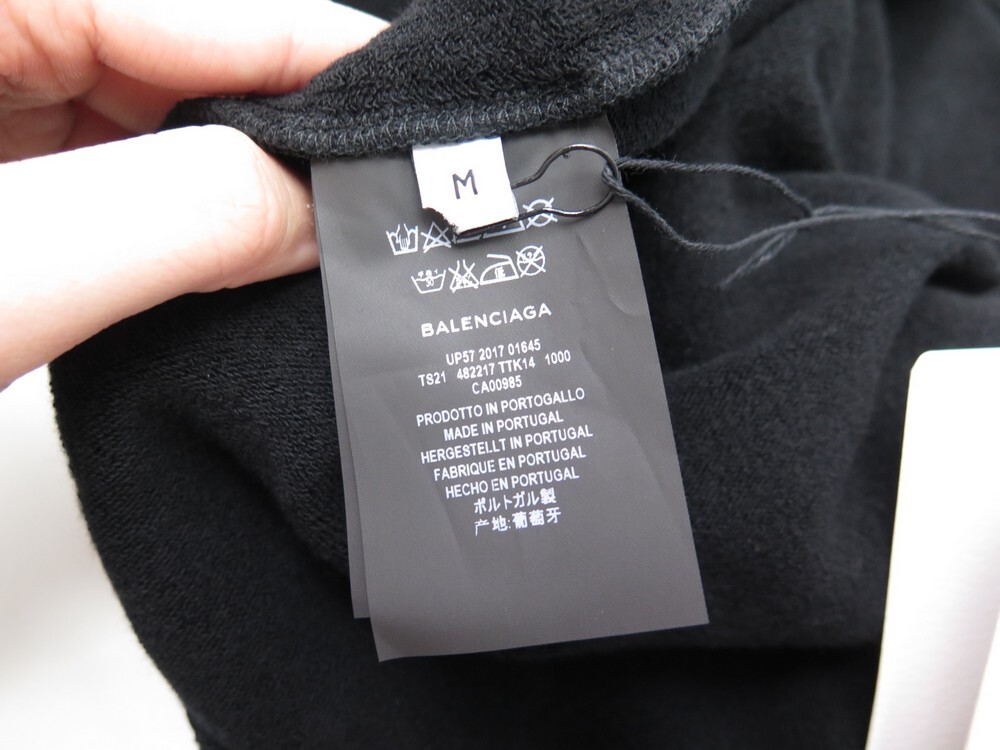 M
BALENCIAGA
UP57 2017 01645
TS21 482217 TTK14 1000
CA00985
PRODOTTO IN PORTOGALLO
MADE IN PORTUGAL
HERGESTELLT IN PORTUGAL
FABRIQUE EN PORTUGAL
HECHO EN PORTUGAL
ポルトガル製
产地:葡萄牙